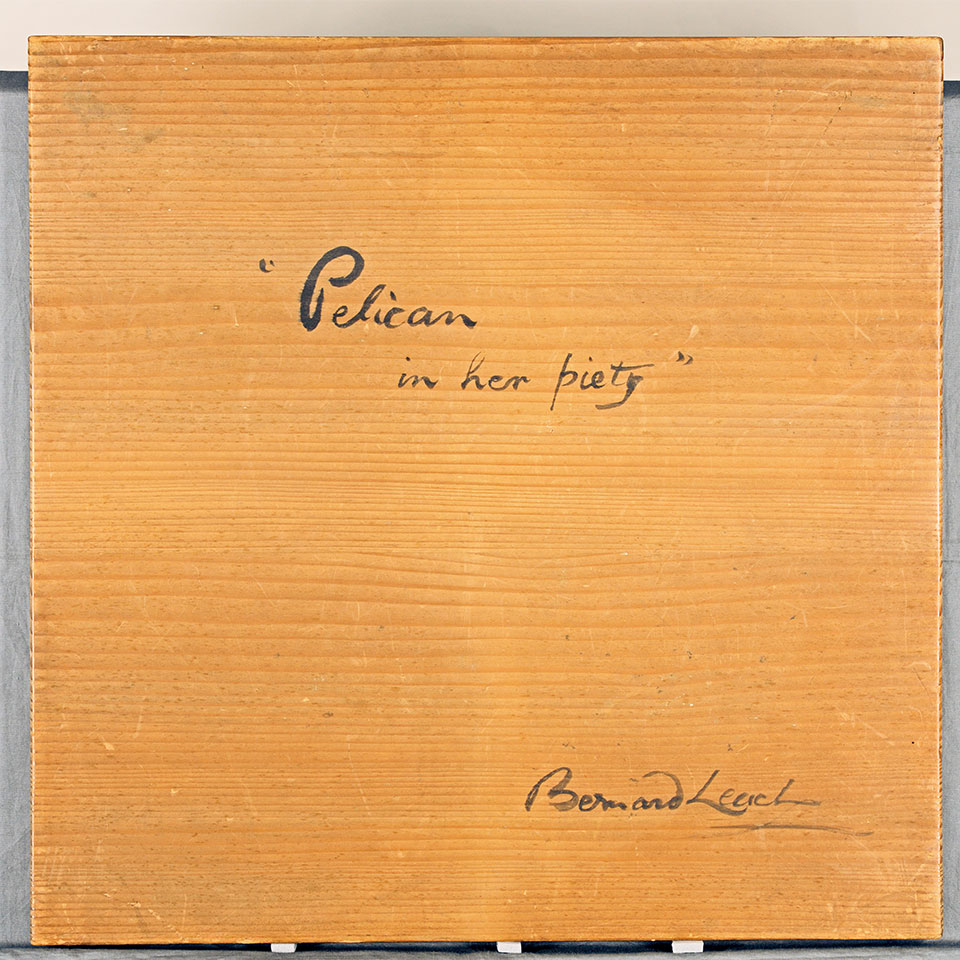 "Pelican
in her piety"
Bernard Leach